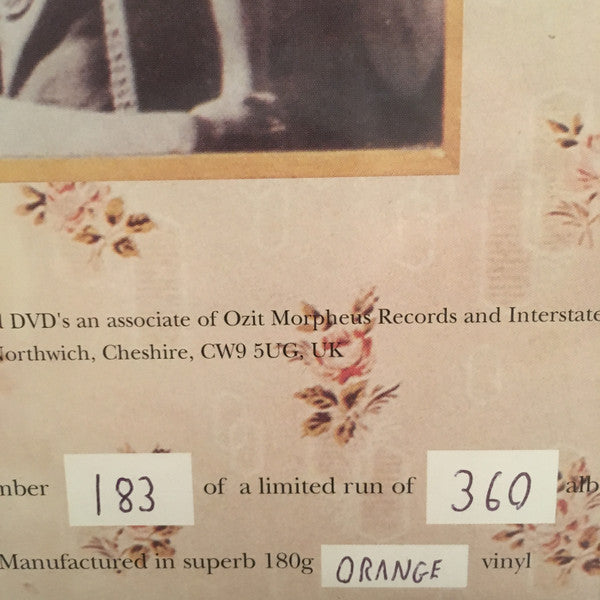 DVD's an associate of Ozit Morpheus Records and Interstate
Northwich, Cheshire, CW9 5UG, UK
183 of a limited run of 360
Manufactured in superb 180g ORANGE vinyl